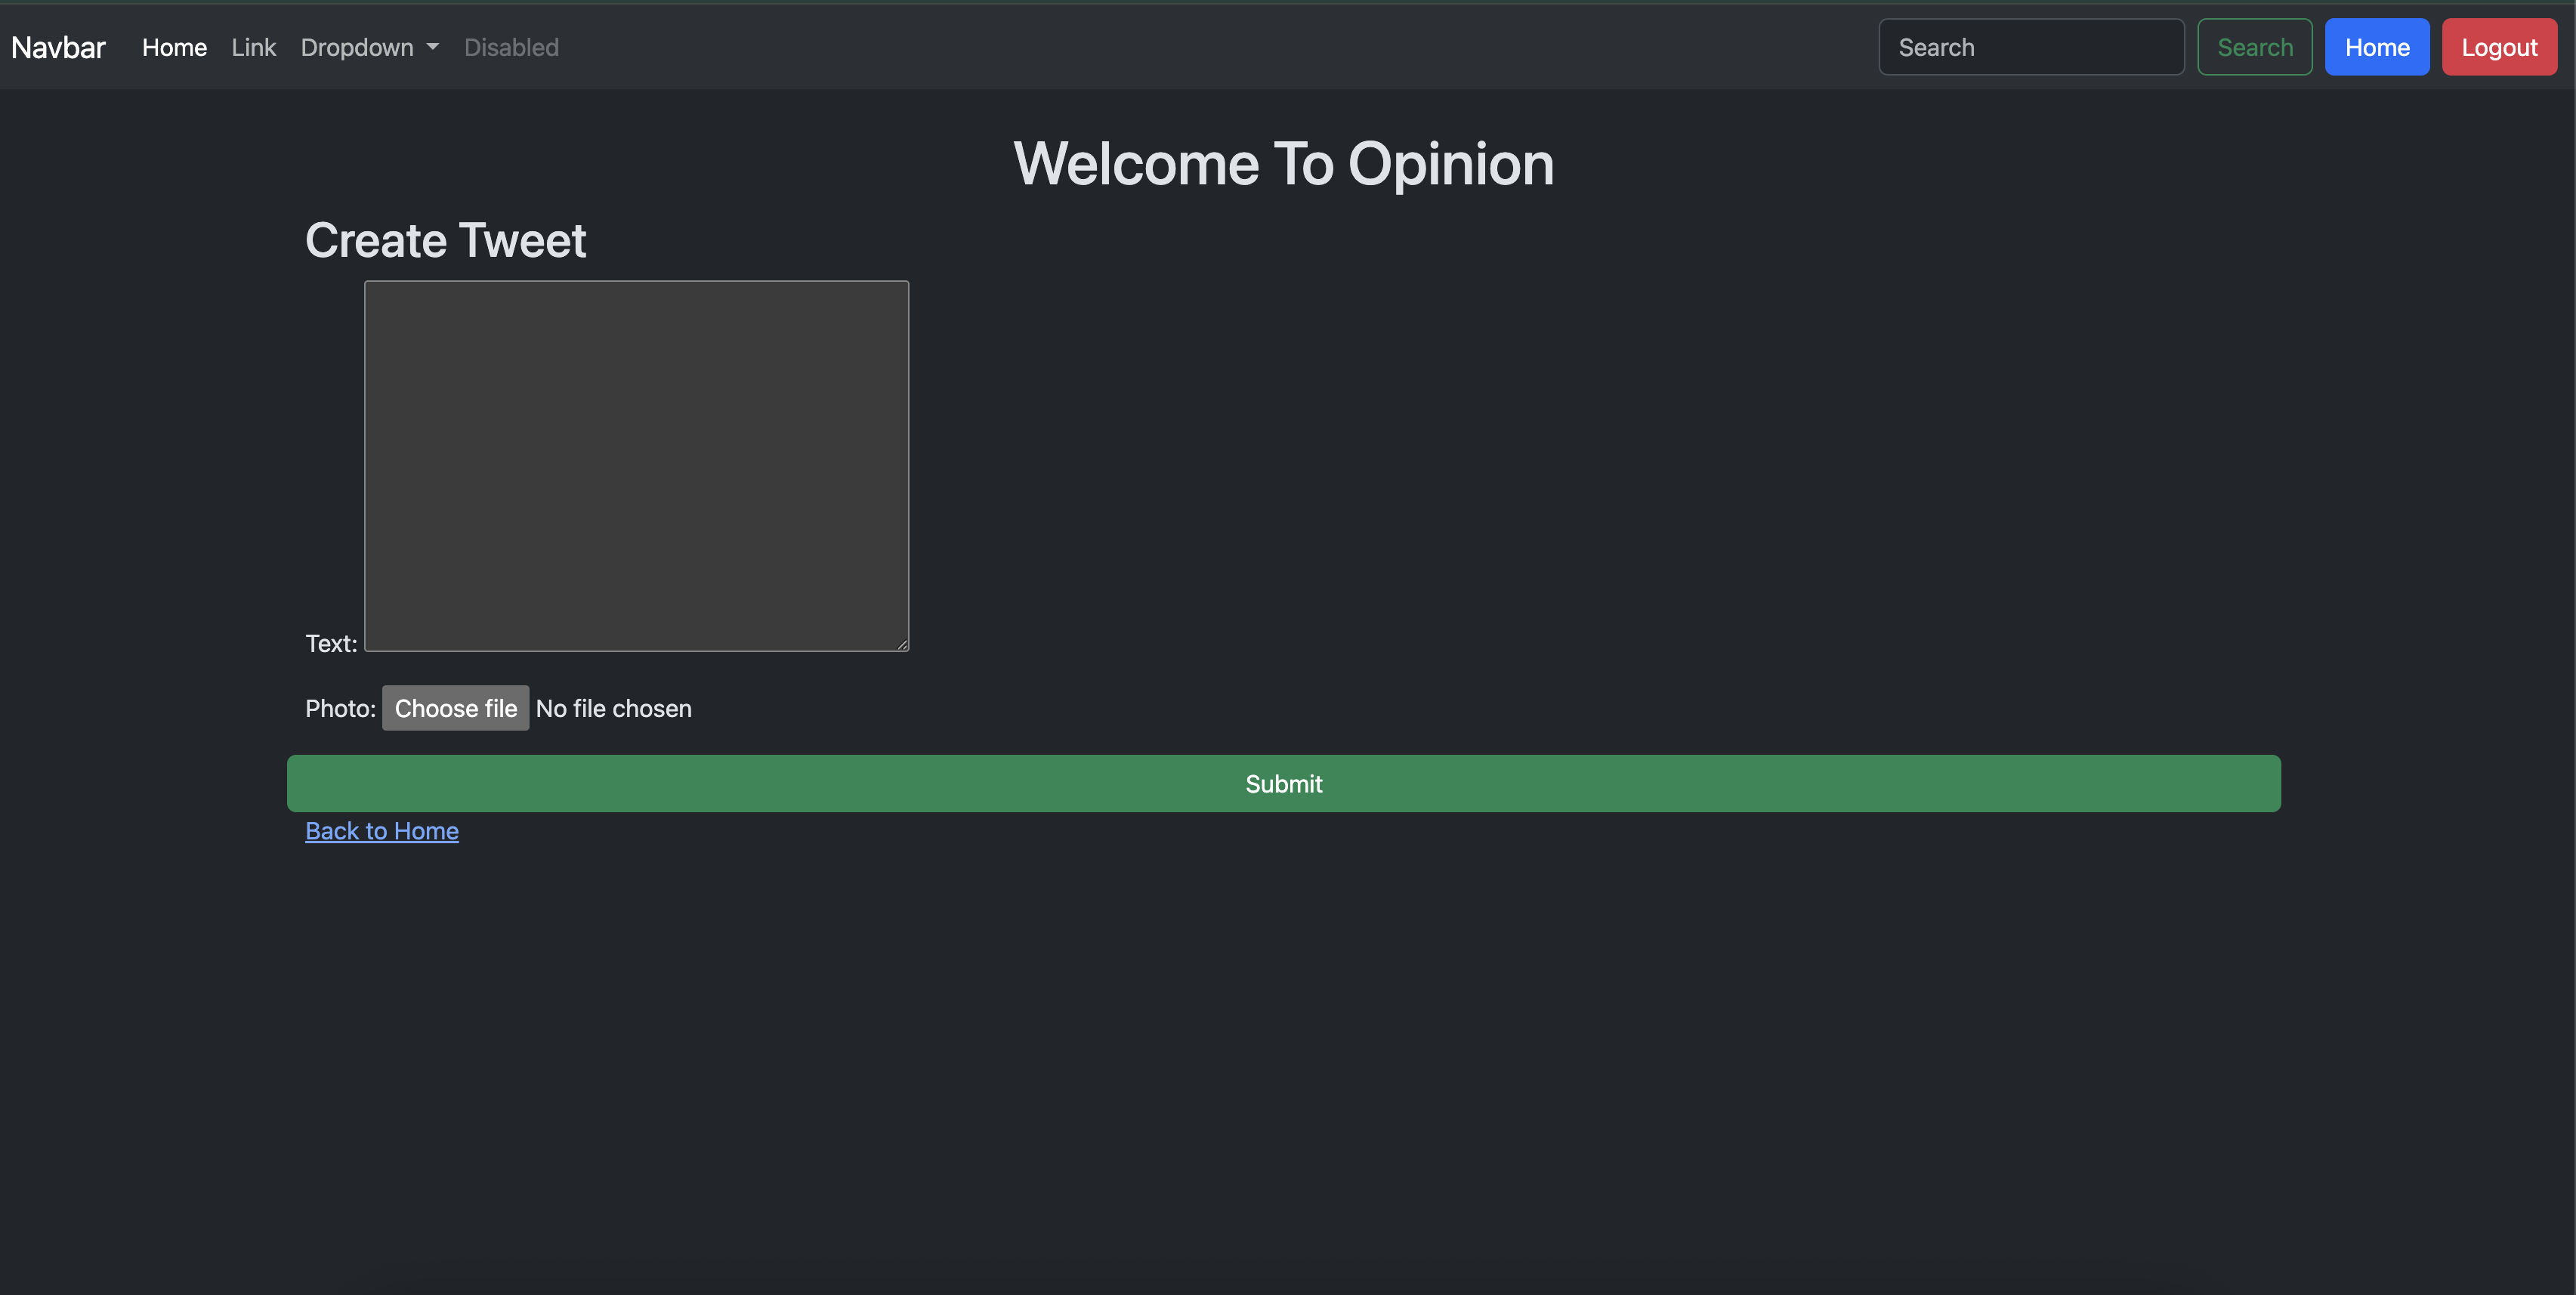 Navbar Home Link Dropdown Disabled Search Search Home Logout
Welcome To Opinion
Create Tweet
Text:
Photo: Choose file No file chosen
Submit
Back to Home